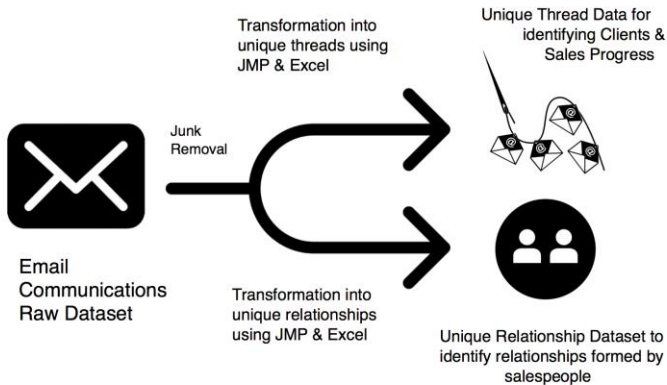 Transformation into
unique threads using
JMP & Excel
Unique Thread Data for
identifying Clients &
Sales Progress
Junk
Removal
@
@
@
@
Email
Communications
Raw Dataset
Transformation into
unique relationships
using JMP & Excel
Unique Relationship Dataset to
identify relationships formed by
salespeople